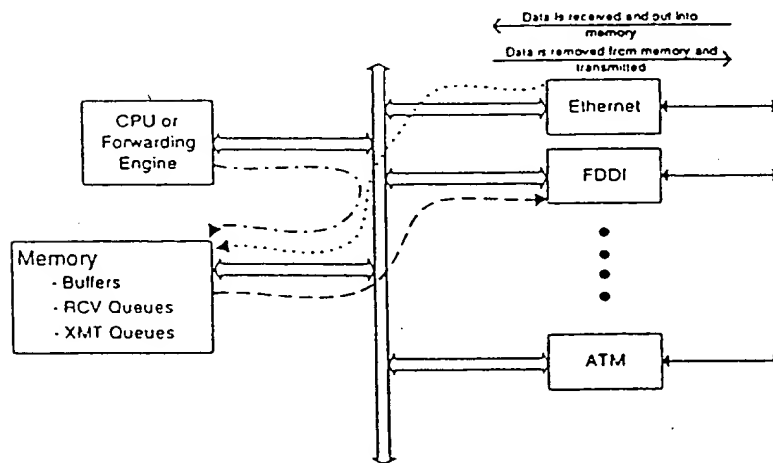 Data is received and put into
memory
Data is removed from memory and
transmitted
CPU or
Forwarding
Engine
Ethernet
FDDI
Memory
- Buffers
- RCV Queues
- XMT Queues
ATM